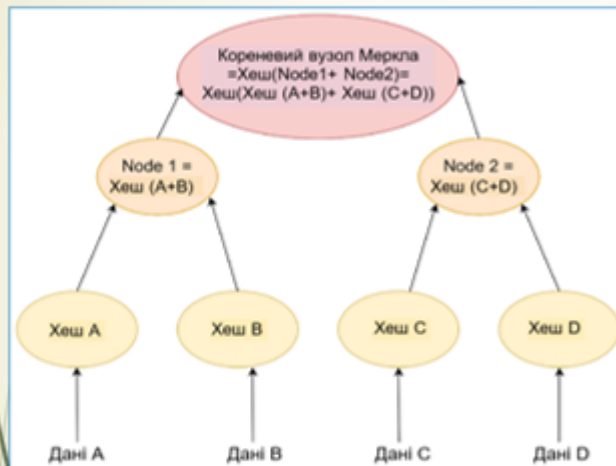 Кореневий вузол Меркла
=Хеш(Node1+ Node2)=
Хеш(Хеш (A+B)+ Хеш (C+D))
Node 1 =
Хеш (A+B)
Node 2 =
Хеш (C+D)
Хеш A
Хеш B
Хеш C
Хеш D
Дані A
Дані B
Дані C
Дані D